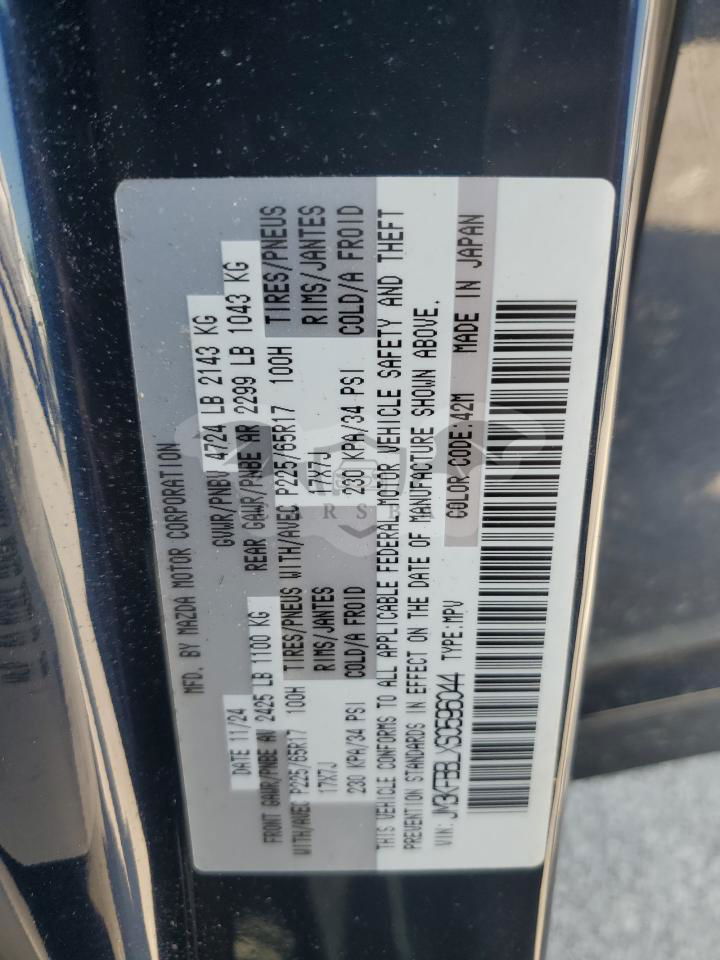 MFD. BY MAZDA MOTOR CORPORATION
DATE 11/24 GVWR/PNBV 4724 LB 2143 KG
FRONT GAWR/PNBE AV 2425 LB 1100 KG REAR GAWR/PNBE AR 2299 LB 1043 KG
WITH/AVEC P225/65R17 100H TIRES/PNEUS WITH/AVEC P225/65R17 100H TIRES/PNEUS
17X7J RIMS/JANTES 17X7J RIMS/JANTES
230 KPA/34 PSI COLD/A FROID 230 KPA/34 PSI COLD/A FROID
THIS VEHICLE CONFORMS TO ALL APPLICABLE FEDERAL MOTOR VEHICLE SAFETY AND THEFT
PREVENTION STANDARDS IN EFFECT ON THE DATE OF MANUFACTURE SHOWN ABOVE.
VIN: JM3KFBBLXS0596044 TYPE:MPV COLOR CODE:42M MADE IN JAPAN